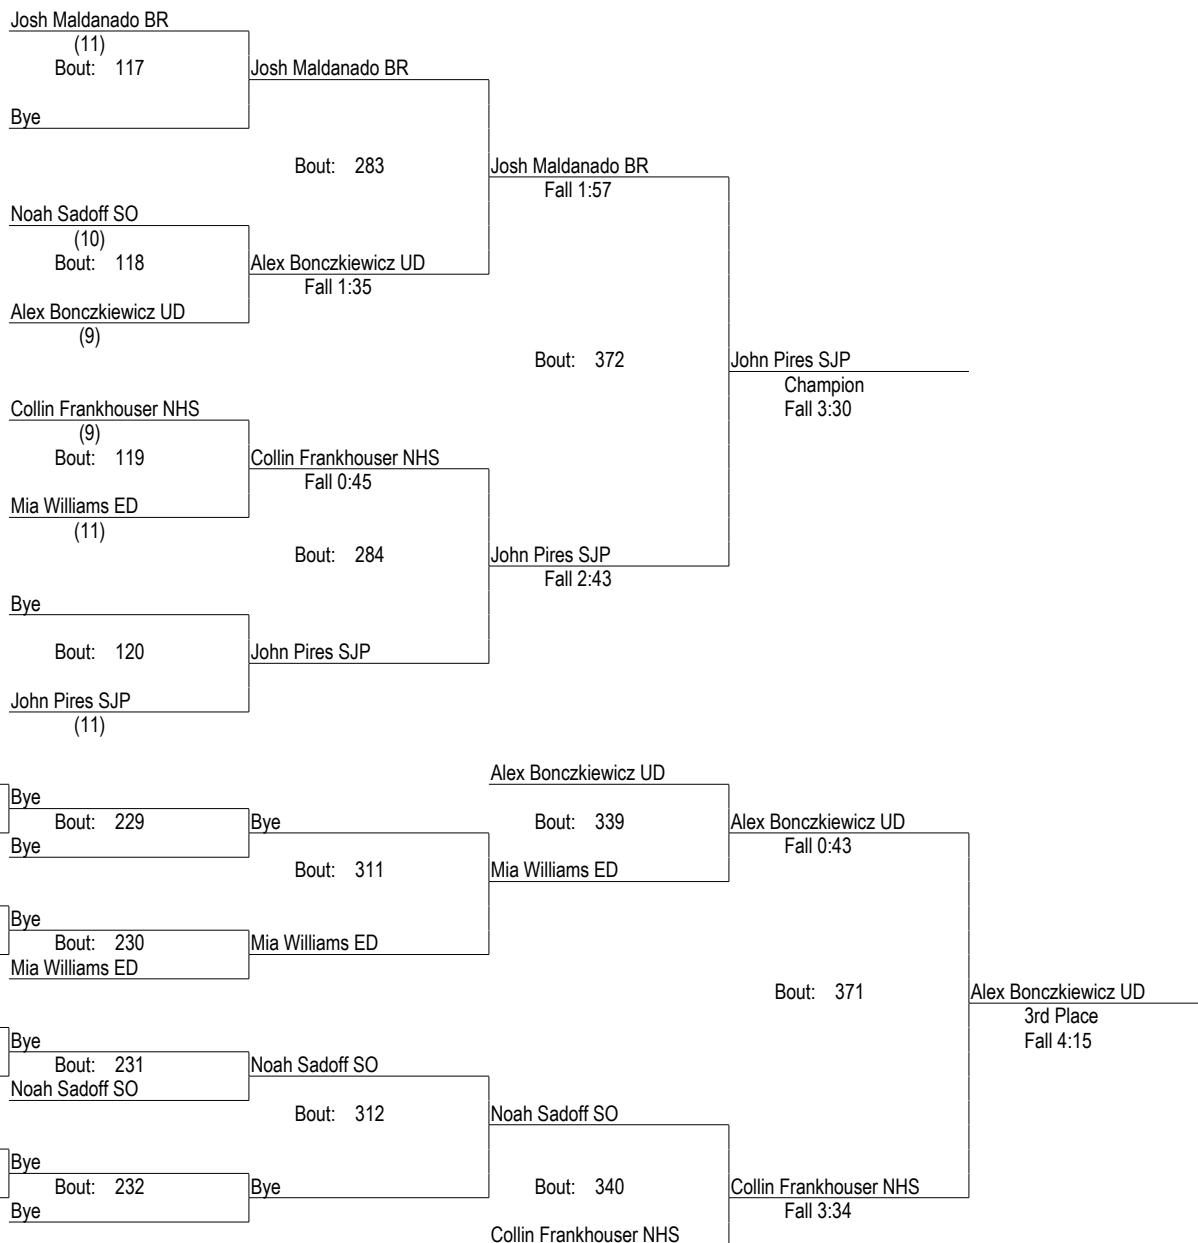 Josh Maldanado BR
(11)
Bout: 117
Josh Maldanado BR
Bye
Bout: 283
Josh Maldanado BR
Fall 1:57
Noah Sadoff SO
(10)
Bout: 118
Alex Bonczkiewicz UD
Fall 1:35
Alex Bonczkiewicz UD
(9)
Bout: 372
John Pires SJP
Champion
Fall 3:30
Collin Frankhouser NHS
(9)
Bout: 119
Collin Frankhouser NHS
Fall 0:45
Mia Williams ED
(11)
Bout: 284
John Pires SJP
Fall 2:43
Bye
Bout: 120
John Pires SJP
John Pires SJP
(11)
Alex Bonczkiewicz UD
Bye
Bout: 229
Bye
Bout: 339
Alex Bonczkiewicz UD
Fall 0:43
Bye
Bout: 311
Mia Williams ED
Bye
Bout: 230
Mia Williams ED
Mia Williams ED
Bout: 371
Alex Bonczkiewicz UD
3rd Place
Fall 4:15
Bye
Bout: 231
Noah Sadoff SO
Noah Sadoff SO
Bout: 312
Noah Sadoff SO
Bye
Bout: 232
Bye
Bout: 340
Collin Frankhouser NHS
Fall 3:34
Bye
Collin Frankhouser NHS